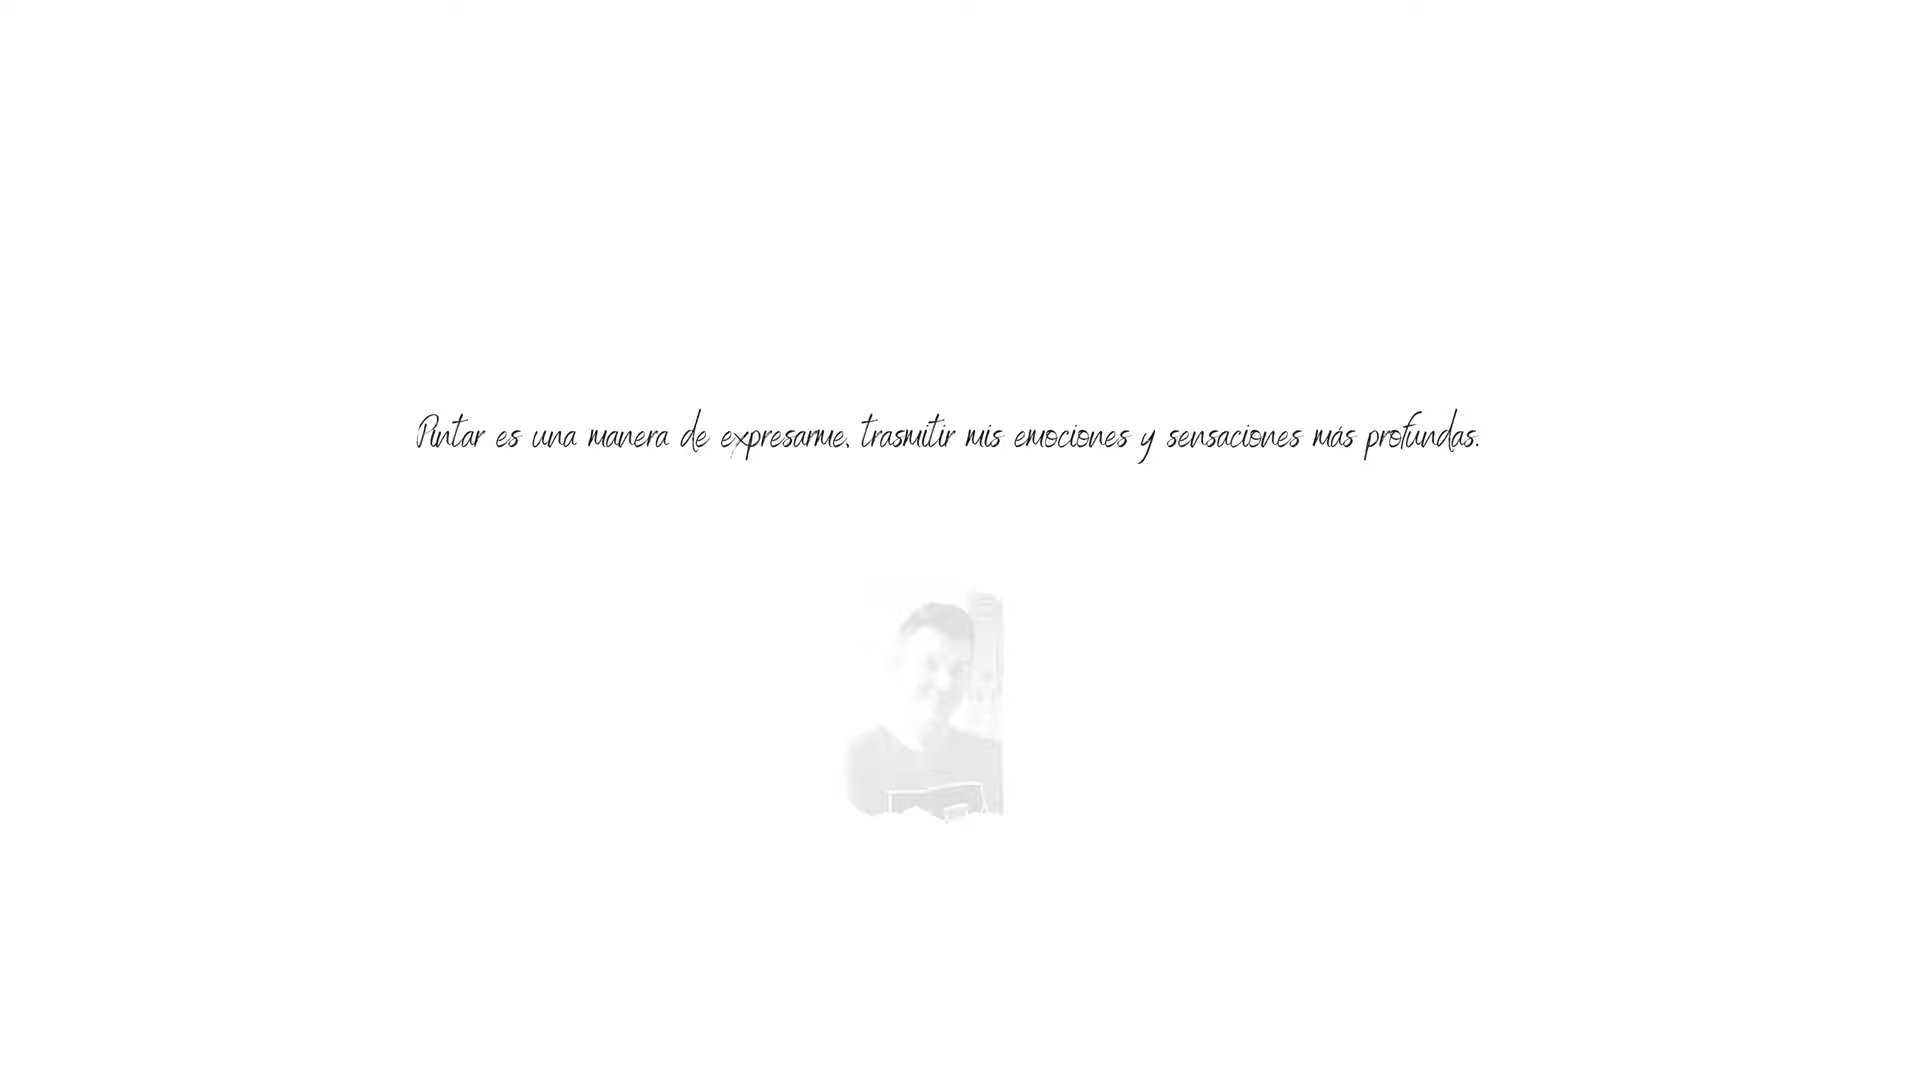 Pintar es una manera de expresarme, trasmitir mis emociones y sensaciones más profundas.